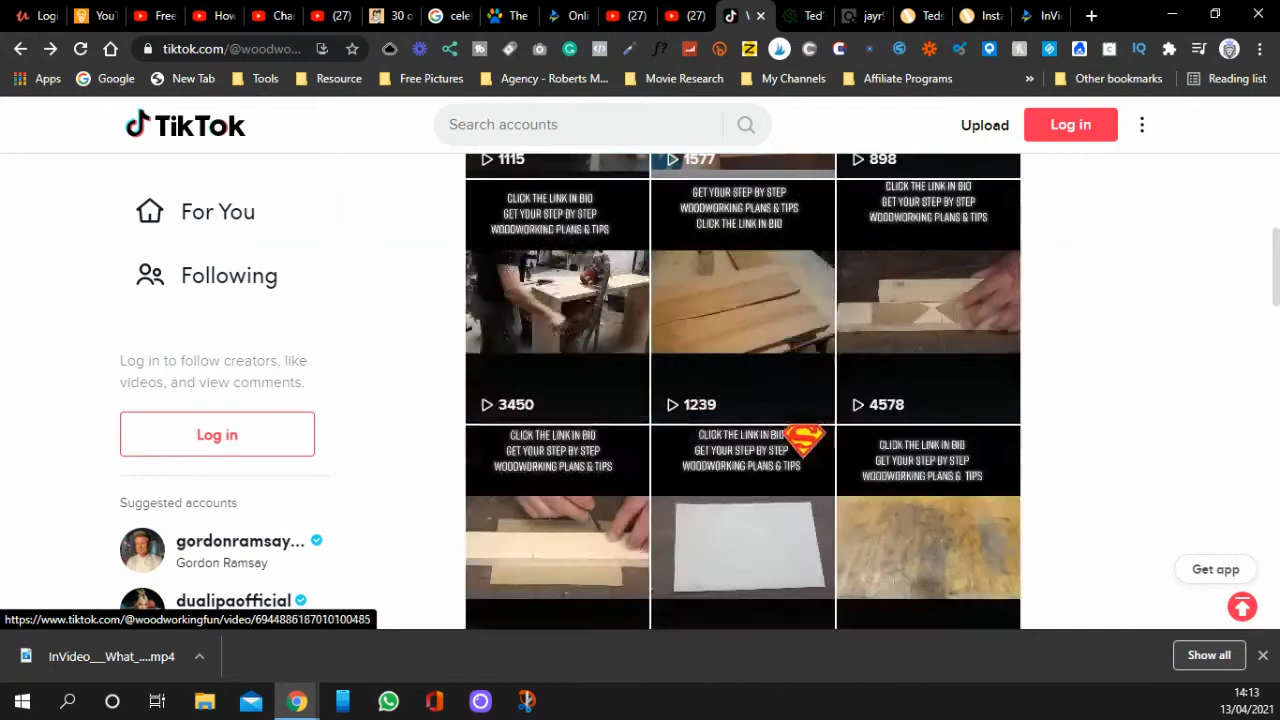 Logi
YouT
Free
How
Cha
(27)
30 o
cele
The
Onli
(27)
(27)
Ted'
jayr
Teds
Insta
InVi
tiktok.com/@woodwo...
Apps
Google
New Tab
Tools
Resource
Free Pictures
Agency - Roberts M...
Movie Research
My Channels
Affiliate Programs
»
Other bookmarks
Reading list
TikTok
Search accounts
Upload
Log in
For You
Following
Log in to follow creators, like
videos, and view comments.
Log in
Suggested accounts
gordonramsay...
Gordon Ramsay
dualipaofficial
1115
1577
898
CLICK THE LINK IN BIO
GET YOUR STEP BY STEP
WOODWORKING PLANS & TIPS
3450
GET YOUR STEP BY STEP
WOODWORKING PLANS & TIPS
CLICK THE LINK IN BIO
1239
CLICK THE LINK IN BIO
GET YOUR STEP BY STEP
WOODWORKING PLANS & TIPS
4578
CLICK THE LINK IN BIO
GET YOUR STEP BY STEP
WOODWORKING PLANS & TIPS
CLICK THE LINK IN BIO
GET YOUR STEP BY STEP
WOODWORKING PLANS & TIPS
CLICK THE LINK IN BIO
GET YOUR STEP BY STEP
WOODWORKING PLANS & TIPS
Get app
https://www.tiktok.com/@woodworkingfun/video/6944886187010100485
InVideo___What_....mp4
Show all
14:13
13/04/2021